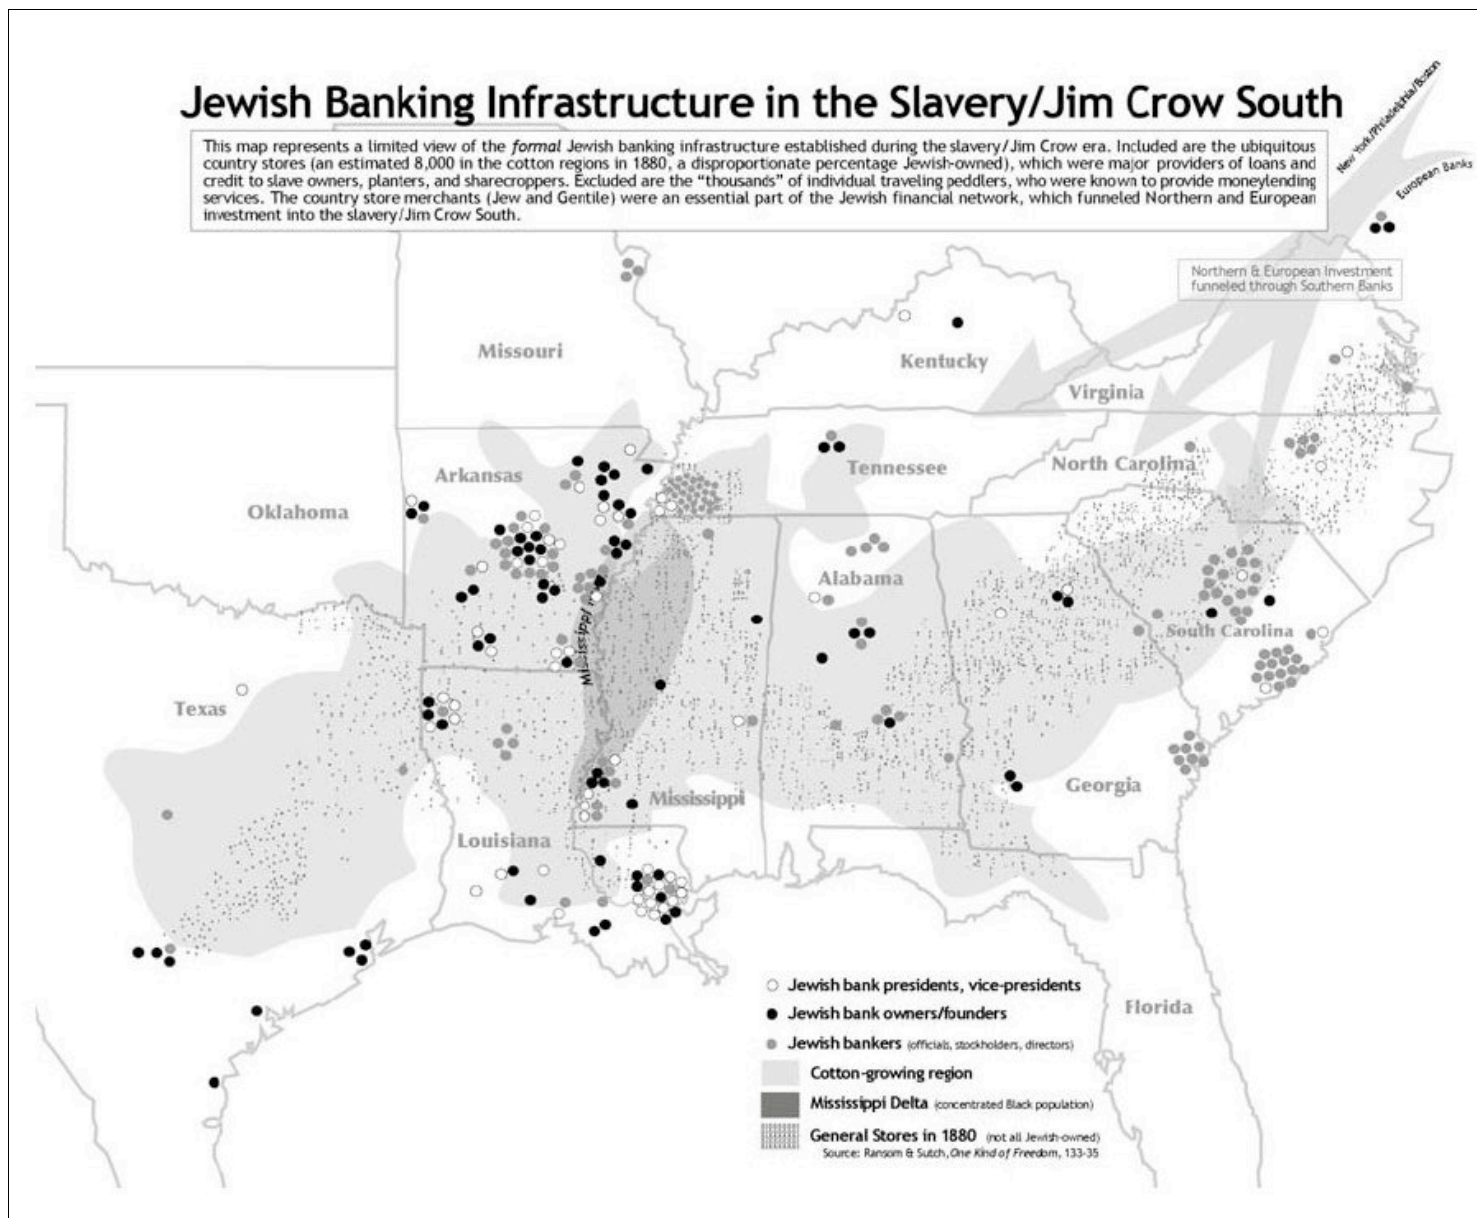 Jewish Banking Infrastructure in the Slavery/Jim Crow South
This map represents a limited view of the formal Jewish banking infrastructure established during the slavery/Jim Crow era. Included are the ubiquitous
country stores (an estimated 8,000 in the cotton regions in 1880, a disproportionate percentage Jewish-owned), which were major providers of loans and
credit to slave owners, planters, and sharecroppers. Excluded are the "thousands" of individual traveling peddlers, who were known to provide moneylending
services. The country store merchants (Jew and Gentile) were an essential part of the Jewish financial network, which funneled Northern and European
investment into the slavery/Jim Crow South.
New York/Philadelphia/Boston
European Banks
Northern & European Investment
funneled through Southern Banks
Missouri
Kentucky
Virginia
Arkansas
Tennessee
North Carolina
Oklahoma
Alabama
Mississippi
South Carolina
Texas
Georgia
Mississippi
Louisiana
Florida
Jewish bank presidents, vice-presidents
Jewish bank owners/founders
Jewish bankers (officials, stockholders, directors)
Cotton-growing region
Mississippi Delta (concentrated Black population)
General Stores in 1880 (not all Jewish-owned)
Source: Ransom & Sutch, One Kind of Freedom, 133-35